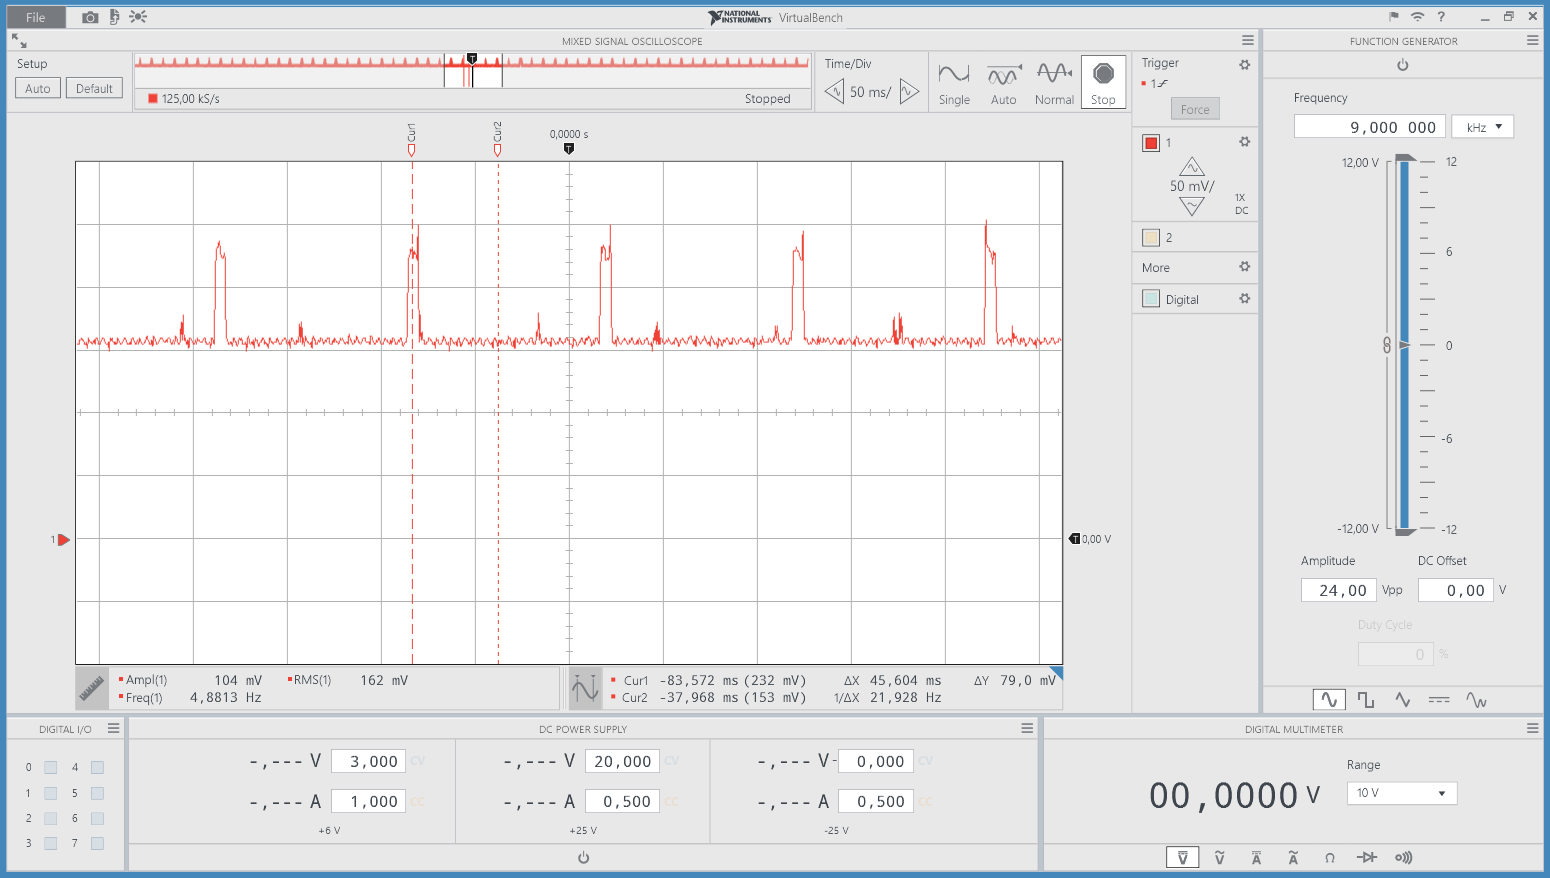 File
NATIONAL INSTRUMENTS VirtualBench
?
MIXED SIGNAL OSCILLOSCOPE
FUNCTION GENERATOR
Setup
Auto
Default
T
125,00 kS/s
Stopped
Time/Div
50 ms/
Single
Auto
Normal
Stop
Trigger
1
Force
1
50 mV/
1X
DC
2
More
Digital
Cur1
Cur2
0,0000 s
T
1
T 0,00 V
Frequency
9,000 000
kHz
12,00 V
12
6
0
-6
-12,00 V
-12
Amplitude
DC Offset
24,00 Vpp
0,00 V
Duty Cycle
0 %
Ampl(1) 104 mV
RMS(1) 162 mV
Freq(1) 4,8813 Hz
Cur1 -83,572 ms (232 mV)
ΔX 45,604 ms
ΔY 79,0 mV
Cur2 -37,968 ms (153 mV)
1/ΔX 21,928 Hz
DIGITAL I/O
0 4
1 5
2 6
3 7
DC POWER SUPPLY
-,--- V 3,000 CV
-,--- A 1,000 CC
+6 V
-,--- V 20,000 CV
-,--- A 0,500 CC
+25 V
-,--- V - 0,000 CV
-,--- A 0,500 CC
-25 V
DIGITAL MULTIMETER
00,0000 V
Range
10 V
V
V
A
A
Ω